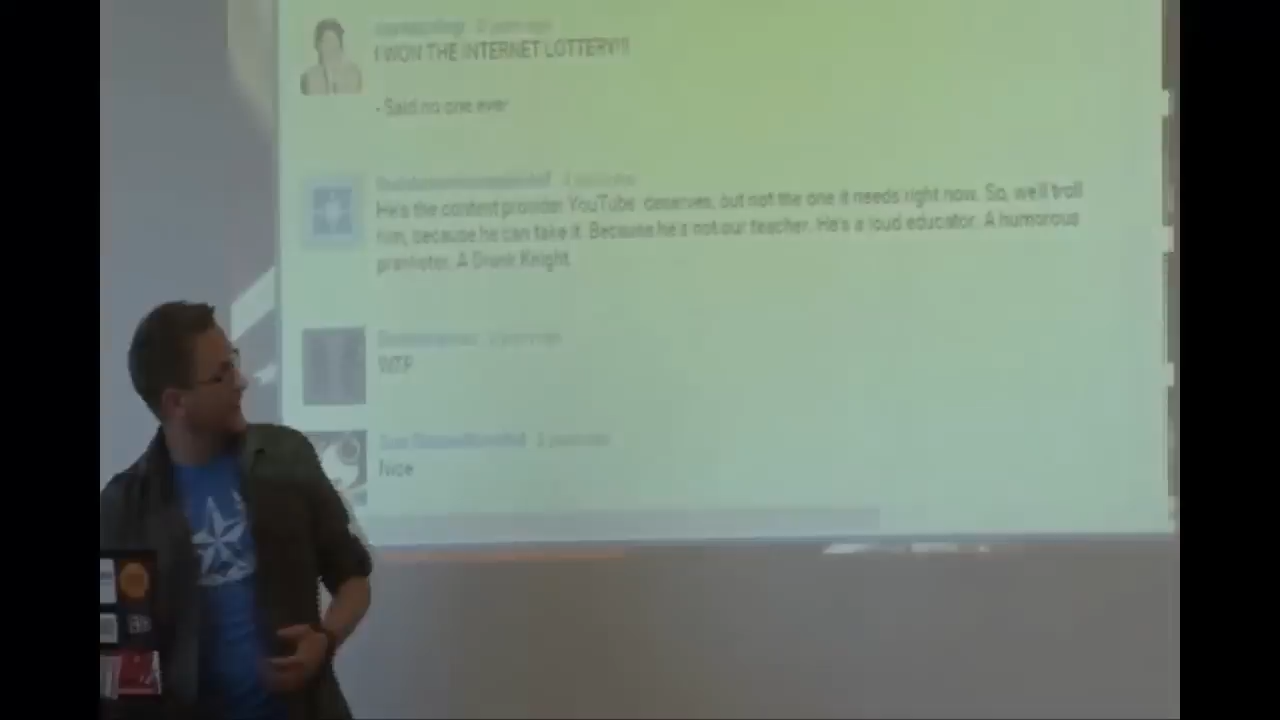 I WON THE INTERNET LOTTERY!!
- Said no one ever
He's the content provider YouTube deserves, but not the one it needs right now. So, we'll troll
him, because he can take it. Because he's not our teacher. He's a loud educator. A humorous
prankster. A Drunk Knight.
WTF
Nice